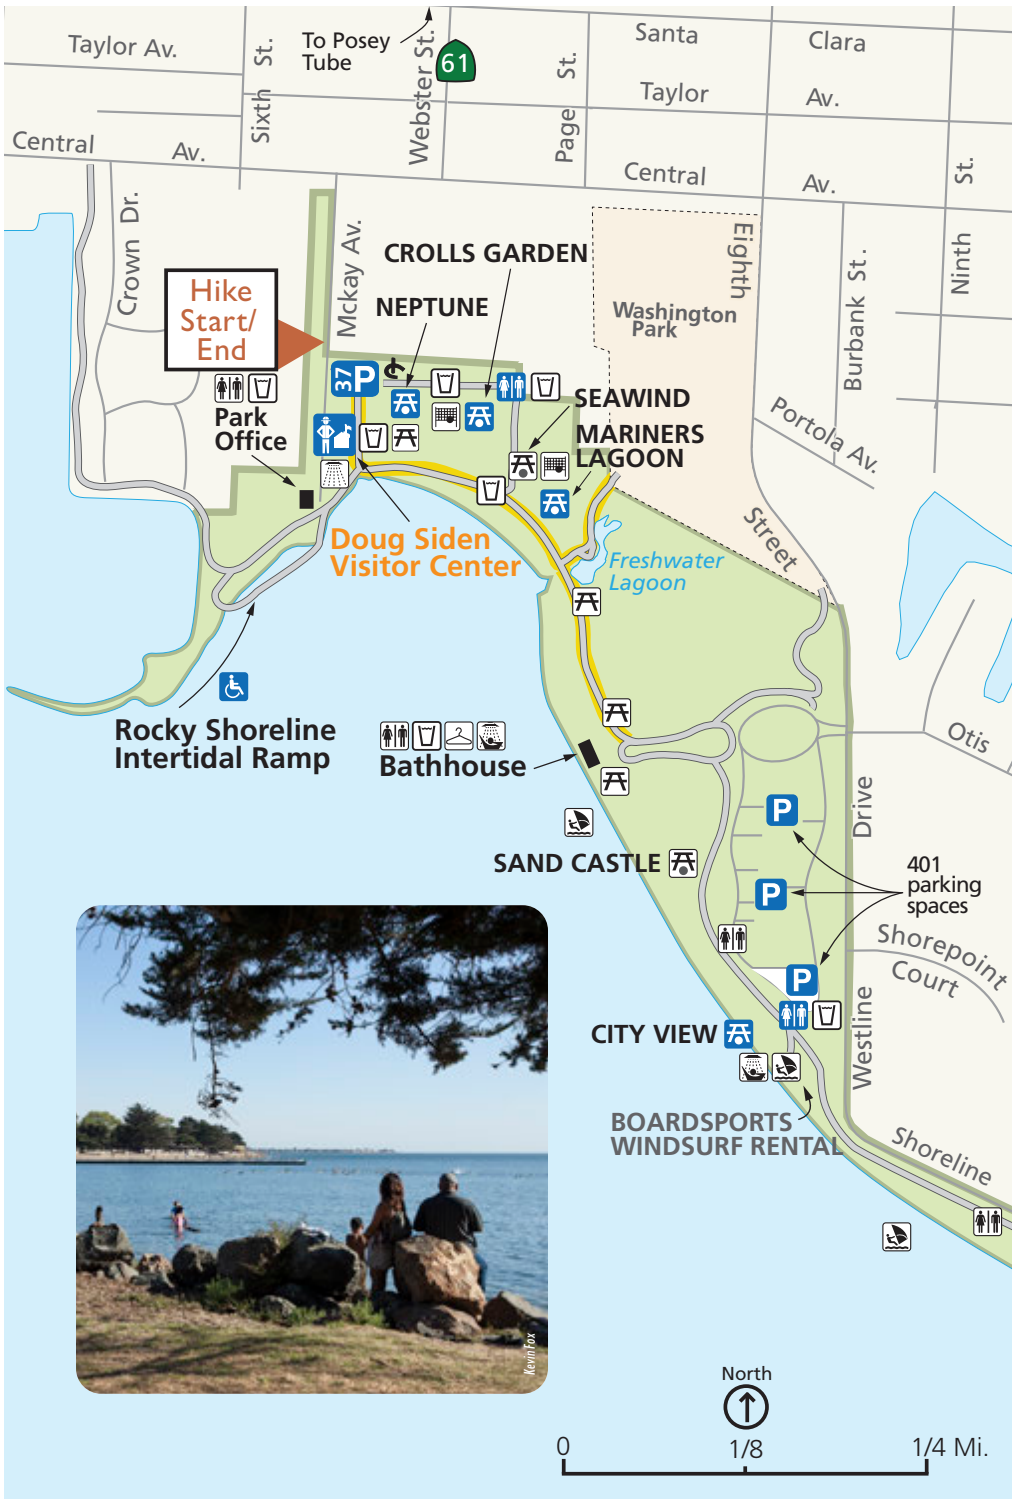 Taylor Av.
Sixth St.
To Posey
Tube
Webster St.
61
Page St.
Santa Clara
Taylor Av.
Central Av.
Central Av.
Ninth St.
Crown Dr.
Mckay Av.
Eighth
Street
Burbank St.
Portola Av.
Washington
Park
CROLLS GARDEN
NEPTUNE
Hike
Start/
End
37 P
Park
Office
SEAWIND
MARINERS
LAGOON
Doug Siden
Visitor Center
Freshwater
Lagoon
Rocky Shoreline
Intertidal Ramp
Bathhouse
Otis
Drive
Westline
P
SAND CASTLE
P
401
parking
spaces
Shorepoint
Court
P
CITY VIEW
BOARDSPORTS
WINDSURF RENTAL
Shoreline
Kevin Fox
North
0 1/8 1/4 Mi.